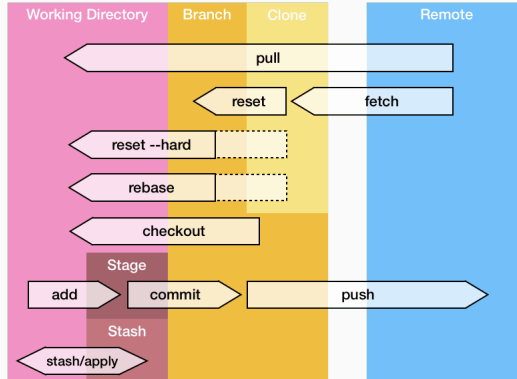 Working Directory
Branch
Clone
Remote
pull
reset
fetch
reset --hard
rebase
checkout
Stage
add
commit
push
Stash
stash/apply